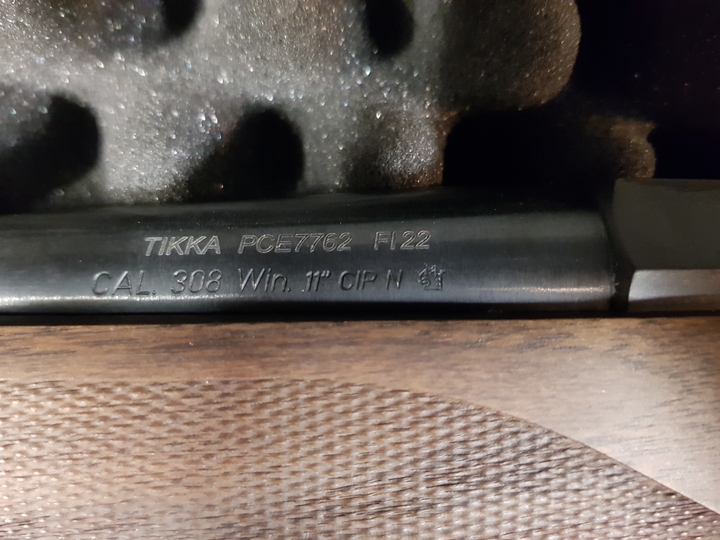 TIKKA PCE7762 FI 22
CAL. 308 Win. 11" CIP N